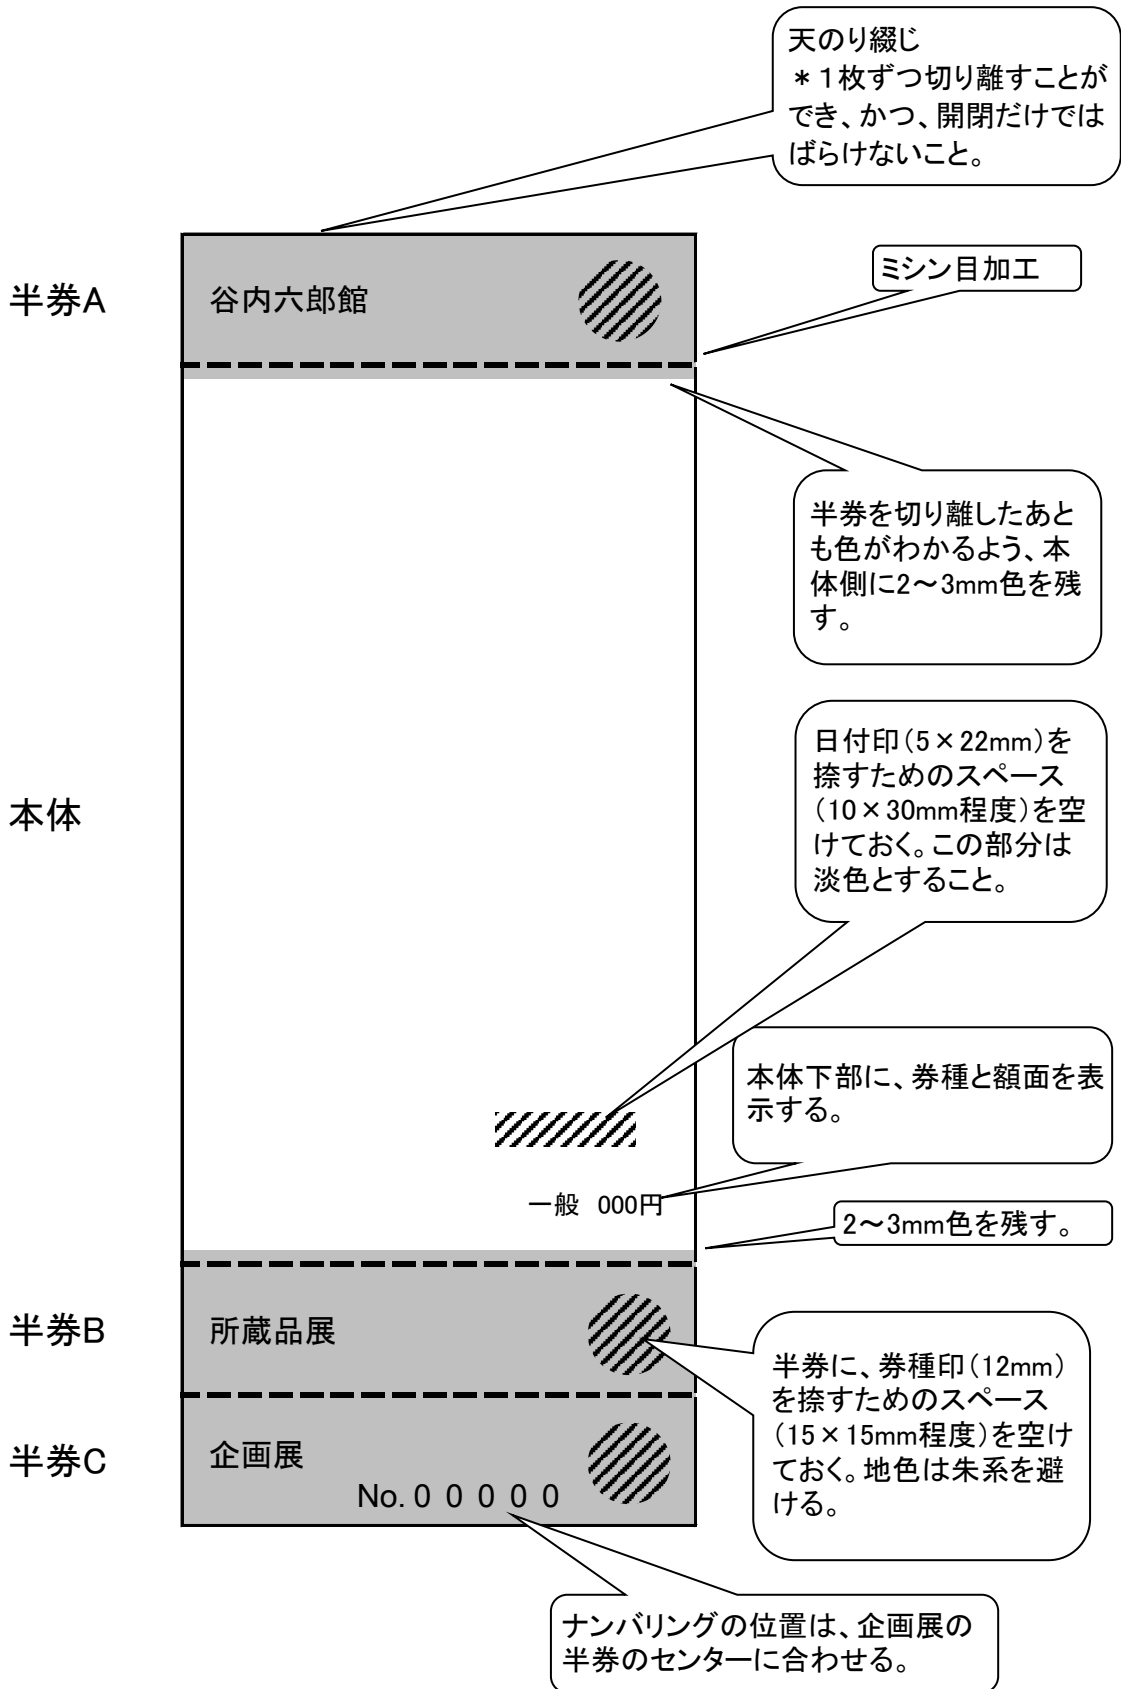 天のり綴じ
＊１枚ずつ切り離すことが
でき、かつ、開閉だけでは
ばらけないこと。
ミシン目加工
半券A
谷内六郎館
半券を切り離したあと
も色がわかるよう、本
体側に2～3mm色を残
す。
日付印（5×22mm）を
捺すためのスペース
（10×30mm程度）を空
けておく。この部分は
淡色とすること。
本体
本体下部に、券種と額面を表
示する。
一般 000円
2～3mm色を残す。
半券B
所蔵品展
半券に、券種印（12mm）
を捺すためのスペース
（15×15mm程度）を空け
ておく。地色は朱系を避
ける。
半券C
企画展
No.０００００
ナンバリングの位置は、企画展の
半券のセンターに合わせる。